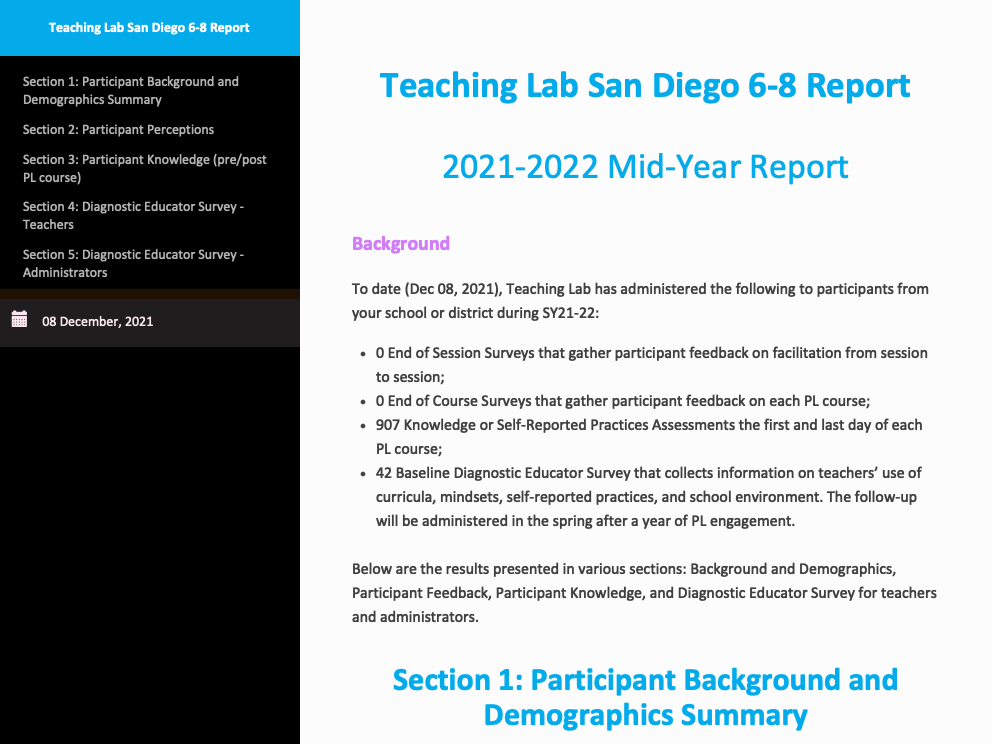 Teaching Lab San Diego 6-8 Report
Section 1: Participant Background and
Demographics Summary
Section 2: Participant Perceptions
Section 3: Participant Knowledge (pre/post
PL course)
Section 4: Diagnostic Educator Survey -
Teachers
Section 5: Diagnostic Educator Survey -
Administrators
08 December, 2021
Teaching Lab San Diego 6-8 Report
2021-2022 Mid-Year Report
Background
To date (Dec 08, 2021), Teaching Lab has administered the following to participants from
your school or district during SY21-22:
• 0 End of Session Surveys that gather participant feedback on facilitation from session
to session;
• 0 End of Course Surveys that gather participant feedback on each PL course;
• 907 Knowledge or Self-Reported Practices Assessments the first and last day of each
PL course;
• 42 Baseline Diagnostic Educator Survey that collects information on teachers’ use of
curricula, mindsets, self-reported practices, and school environment. The follow-up
will be administered in the spring after a year of PL engagement.
Below are the results presented in various sections: Background and Demographics,
Participant Feedback, Participant Knowledge, and Diagnostic Educator Survey for teachers
and administrators.
Section 1: Participant Background and
Demographics Summary